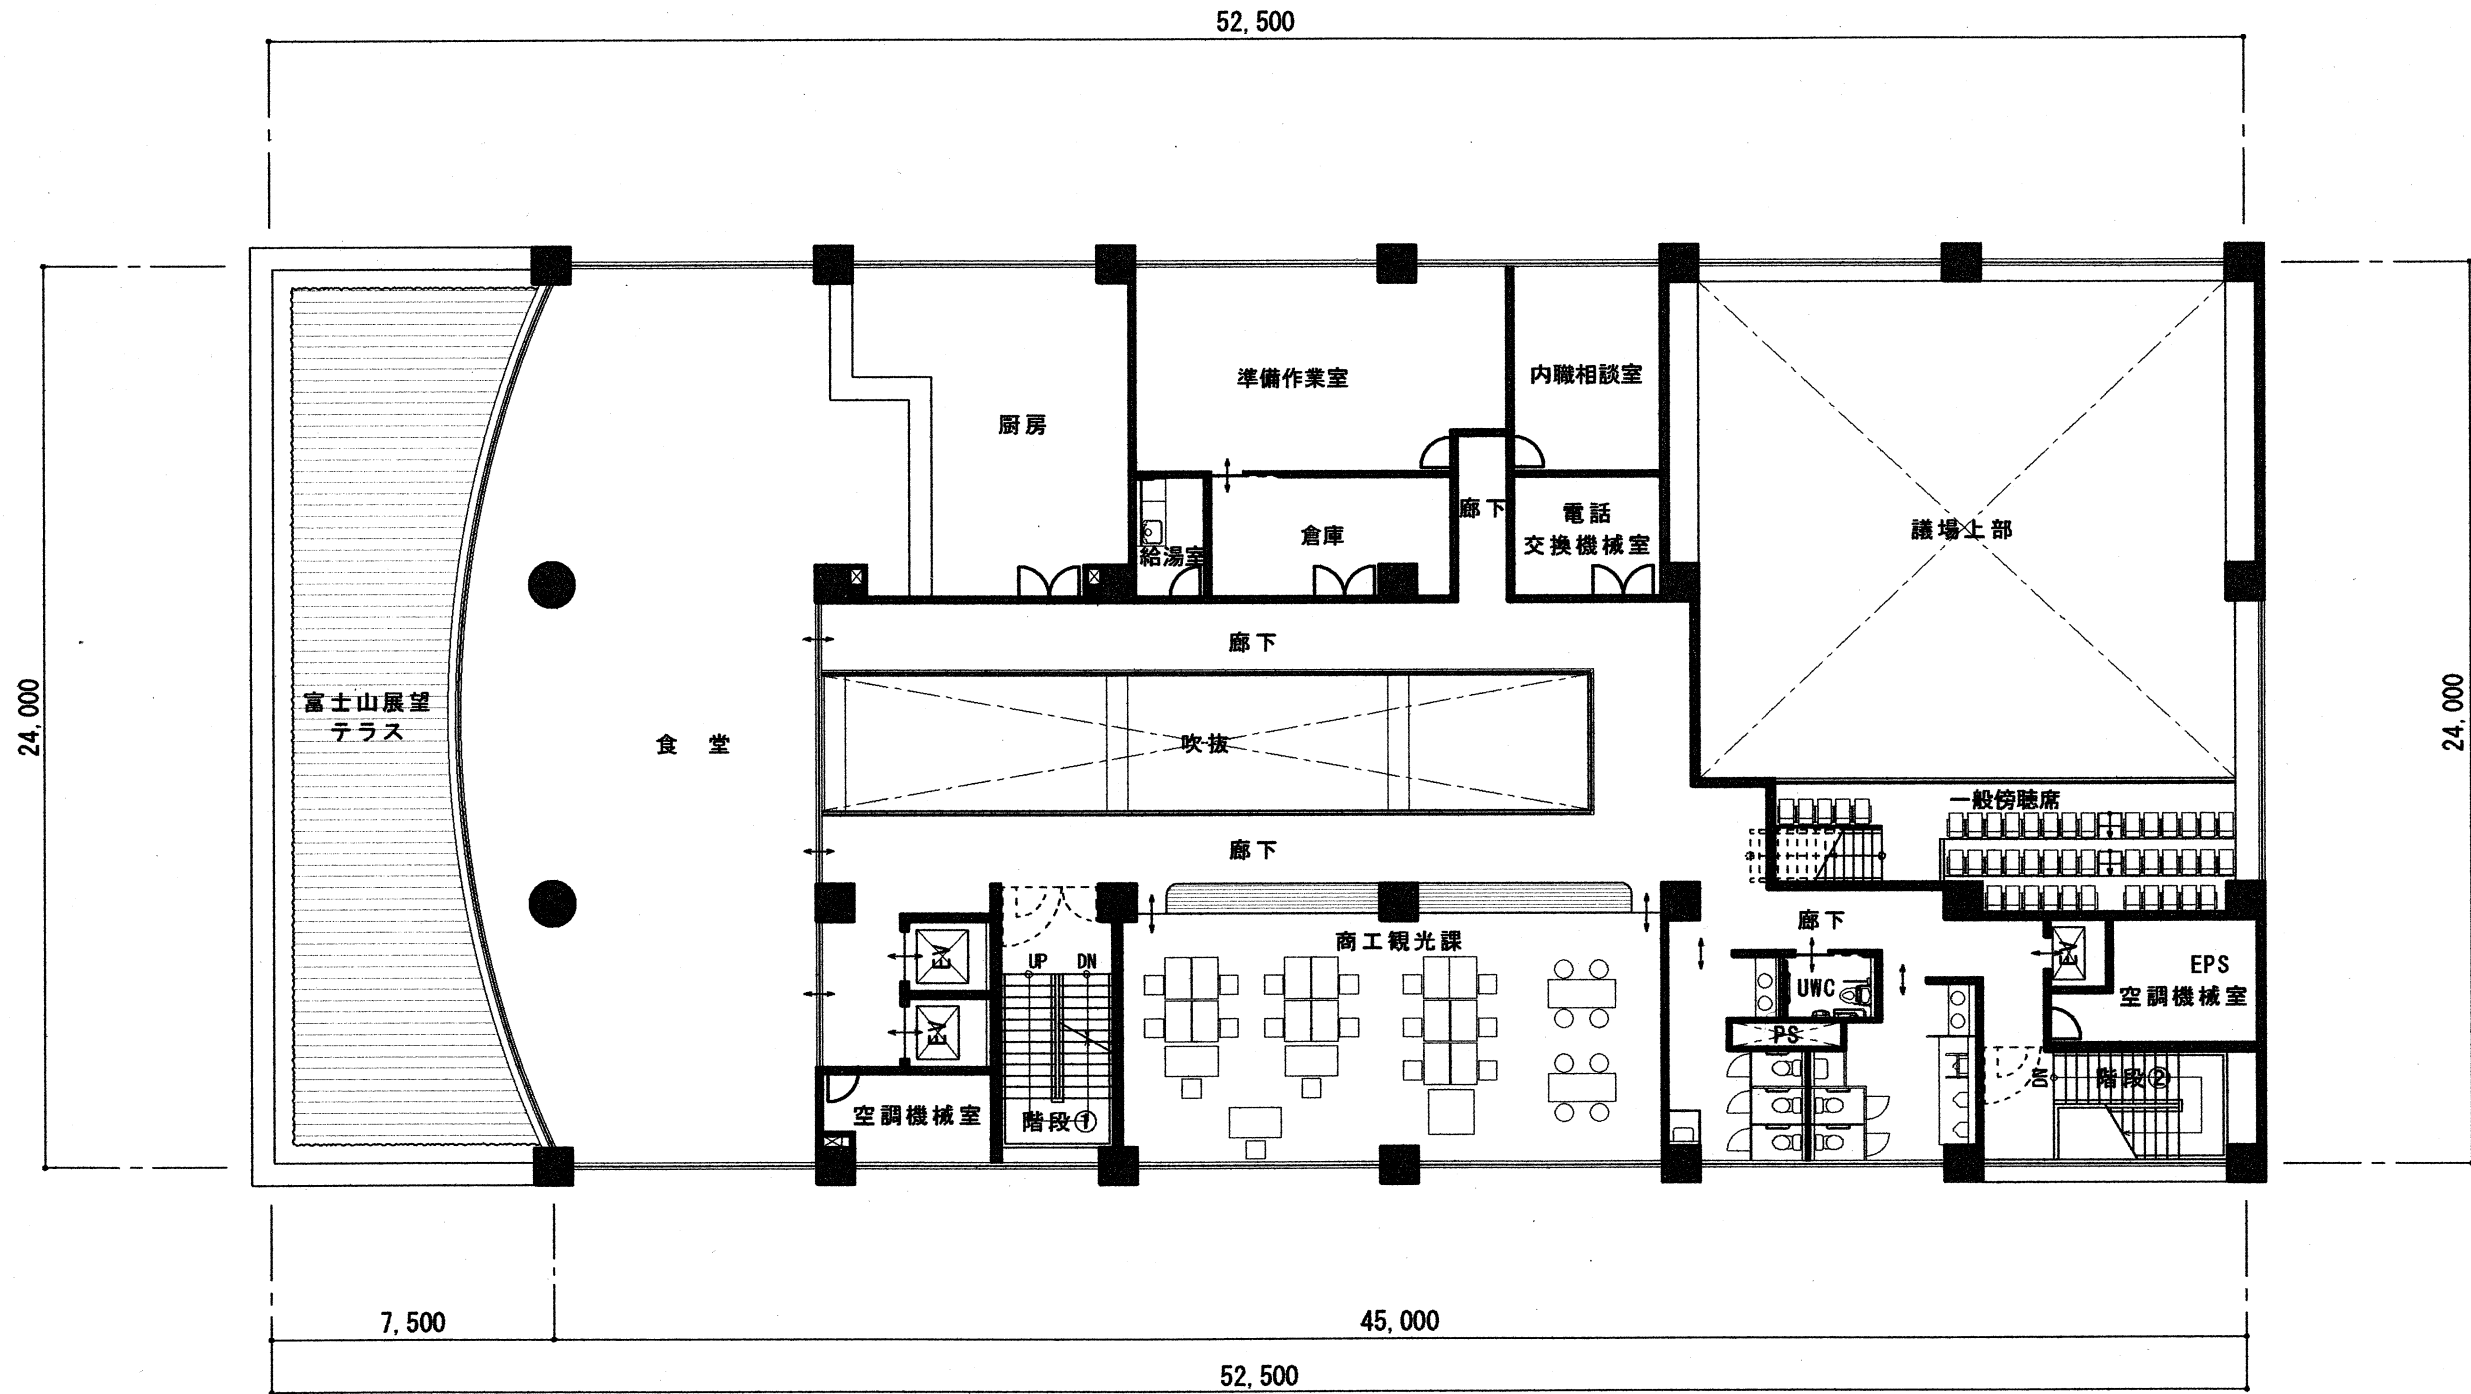 52,500
準備作業室
内職相談室
厨房
廊下
電話
交換機械室
倉庫
給湯室
議場上部
廊下
24,000
富士山展望
テラス
食 堂
吹抜
24,000
一般傍聴席
廊下
廊下
商工観光課
EV
UP
DN
EV
UWC
PS
EV
EPS
空調機械室
空調機械室
階段①
DN
階段②
7,500
45,000
52,500